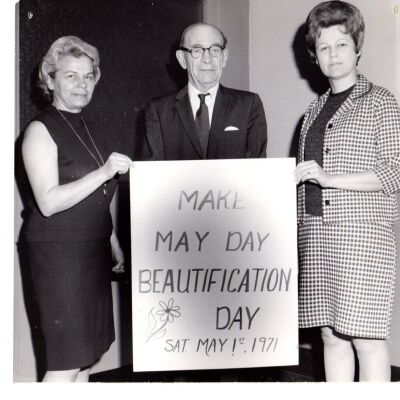 MAKE
MAY DAY
BEAUTIFICATION
DAY
SAT. MAY 1ST. 1971